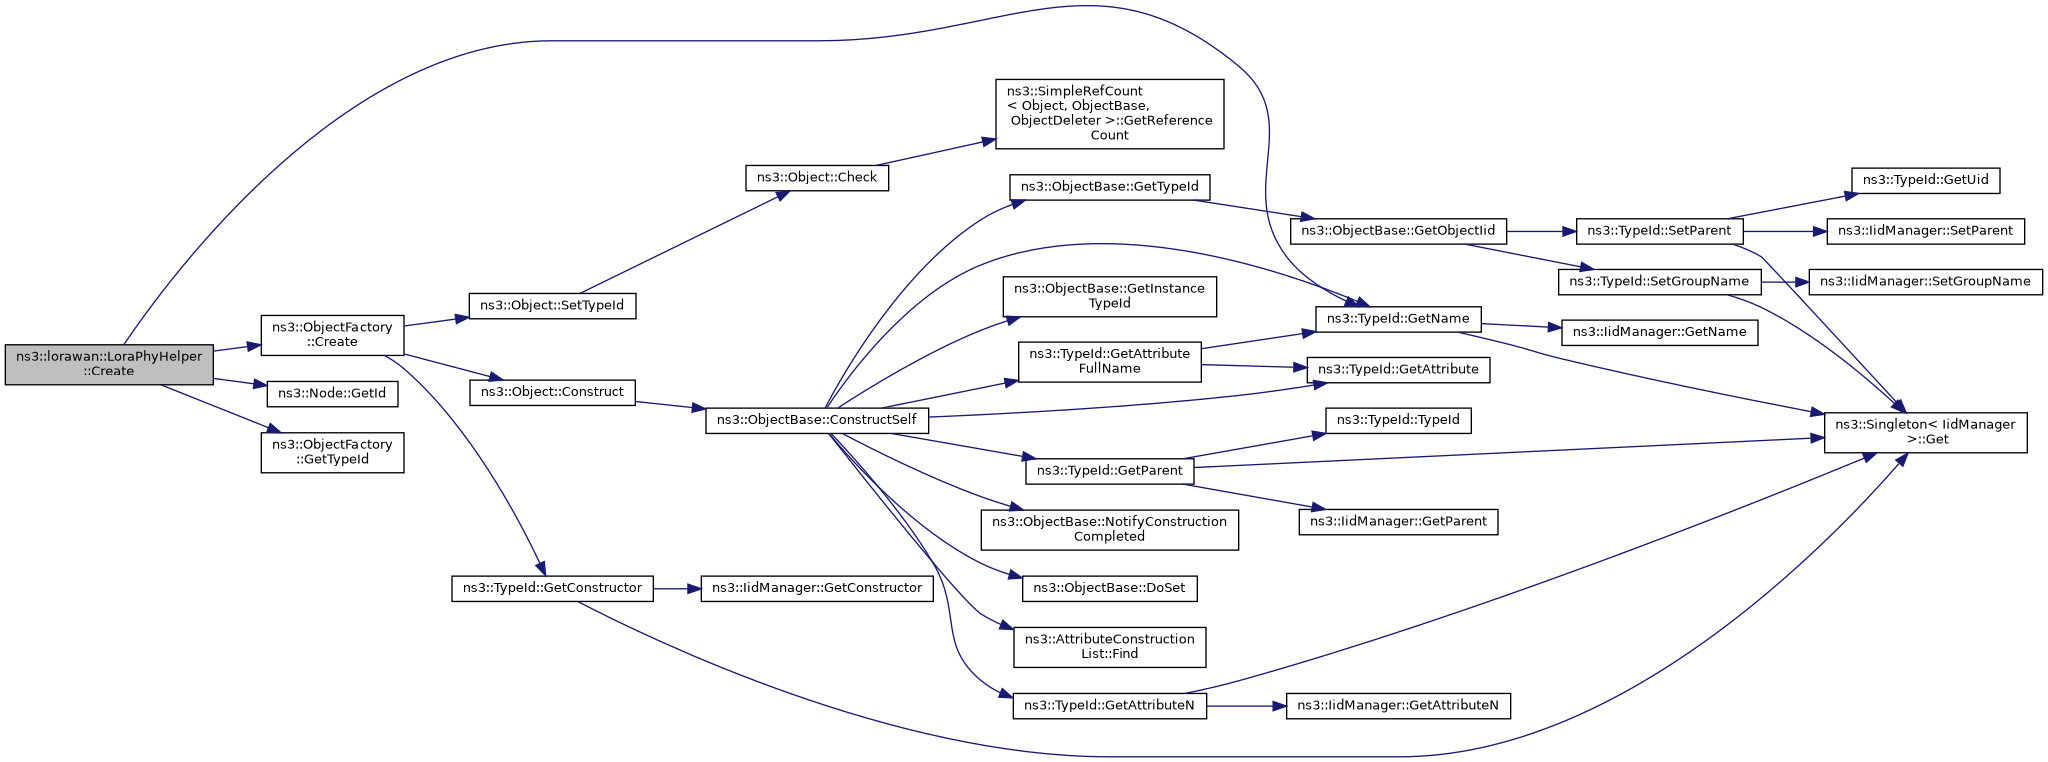 ns3::lorawan::LoraPhyHelper
::Create
ns3::ObjectFactory
::Create
ns3::Node::GetId
ns3::ObjectFactory
::GetTypeId
ns3::Object::SetTypeId
ns3::Object::Construct
ns3::TypeId::GetConstructor
ns3::Object::Check
ns3::ObjectBase::ConstructSelf
ns3::IidManager::GetConstructor
ns3::SimpleRefCount
< Object, ObjectBase,
ObjectDeleter >::GetReference
Count
ns3::ObjectBase::GetTypeId
ns3::ObjectBase::GetInstance
TypeId
ns3::TypeId::GetAttribute
FullName
ns3::TypeId::GetParent
ns3::ObjectBase::NotifyConstruction
Completed
ns3::ObjectBase::DoSet
ns3::AttributeConstruction
List::Find
ns3::TypeId::GetAttributeN
ns3::ObjectBase::GetObjectIid
ns3::TypeId::GetName
ns3::TypeId::GetAttribute
ns3::TypeId::TypeId
ns3::IidManager::GetParent
ns3::IidManager::GetAttributeN
ns3::TypeId::SetParent
ns3::TypeId::SetGroupName
ns3::IidManager::GetName
ns3::TypeId::GetUid
ns3::IidManager::SetParent
ns3::IidManager::SetGroupName
ns3::Singleton< IidManager
>::Get